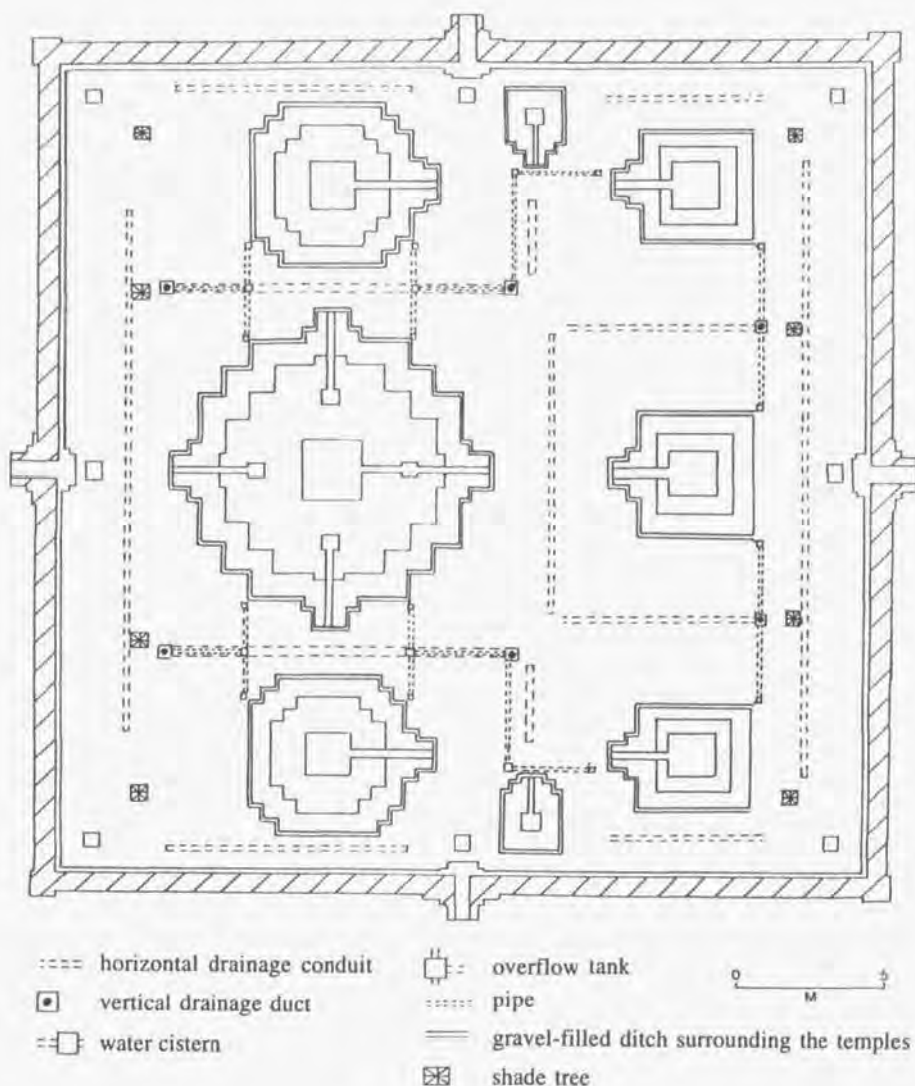 horizontal drainage conduit
vertical drainage duct
water cistern
overflow tank
pipe
gravel-filled ditch surrounding the temples
shade tree
0 5
M